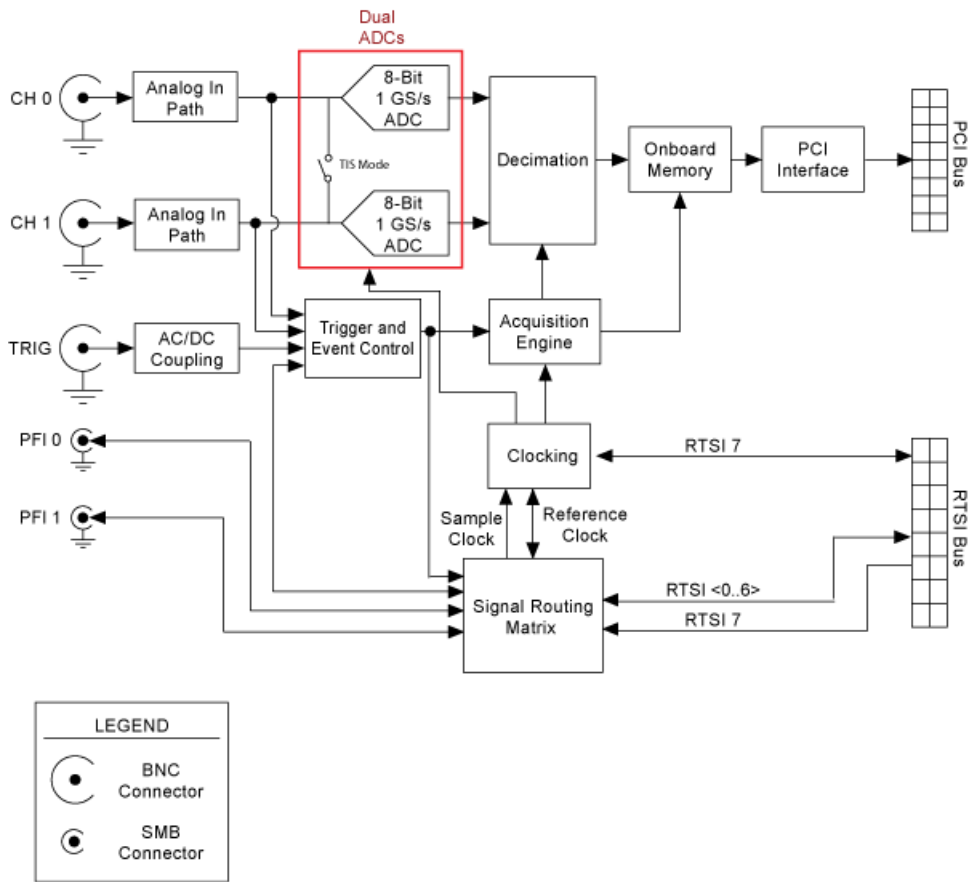 Dual
ADCs
CH 0
Analog In
Path
8-Bit
1 GS/s
ADC
Decimation
Onboard
Memory
PCI
Interface
PCI Bus
TIS Mode
CH 1
Analog In
Path
8-Bit
1 GS/s
ADC
TRIG
AC/DC
Coupling
Trigger and
Event Control
Acquisition
Engine
PFI 0
Clocking
RTSI 7
PFI 1
Sample
Clock
Reference
Clock
RTSI Bus
Signal Routing
Matrix
RTSI <0..6>
RTSI 7
LEGEND
BNC
Connector
SMB
Connector